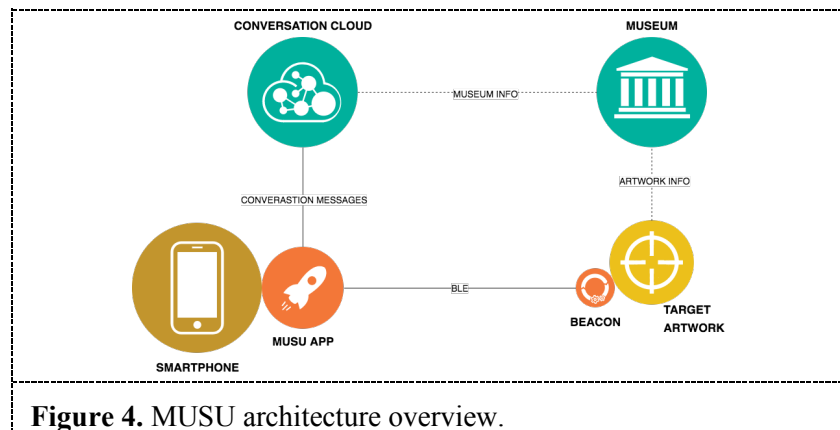 CONVERSATION CLOUD
MUSEUM
MUSEUM INFO
ARTWORK INFO
CONVERASTION MESSAGES
BLE
BEACON
TARGET
ARTWORK
MUSU APP
SMARTPHONE
Figure 4. MUSU architecture overview.